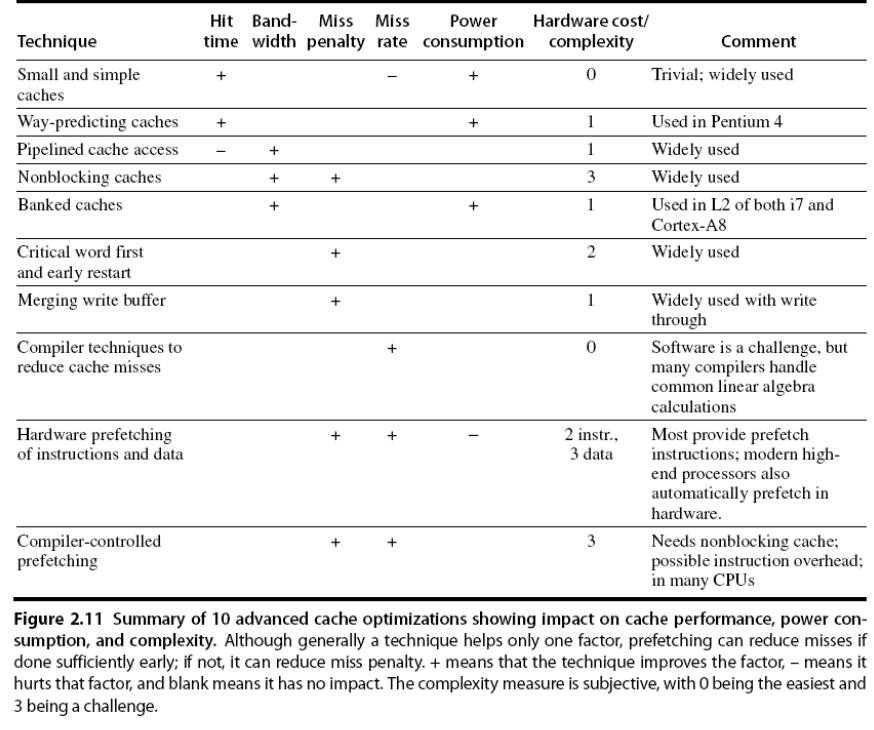 Technique Hit time Band-width Miss penalty Miss rate Power consumption Hardware cost/ complexity Comment
Small and simple caches + – + 0 Trivial; widely used
Way-predicting caches + + 1 Used in Pentium 4
Pipelined cache access – + 1 Widely used
Nonblocking caches + + 3 Widely used
Banked caches + + 1 Used in L2 of both i7 and Cortex-A8
Critical word first and early restart + 2 Widely used
Merging write buffer + 1 Widely used with write through
Compiler techniques to reduce cache misses + 0 Software is a challenge, but many compilers handle common linear algebra calculations
Hardware prefetching of instructions and data + + – 2 instr., 3 data Most provide prefetch instructions; modern high-end processors also automatically prefetch in hardware.
Compiler-controlled prefetching + + 3 Needs nonblocking cache; possible instruction overhead; in many CPUs
Figure 2.11 Summary of 10 advanced cache optimizations showing impact on cache performance, power con-
sumption, and complexity. Although generally a technique helps only one factor, prefetching can reduce misses if
done sufficiently early; if not, it can reduce miss penalty. + means that the technique improves the factor, – means it
hurts that factor, and blank means it has no impact. The complexity measure is subjective, with 0 being the easiest and
3 being a challenge.